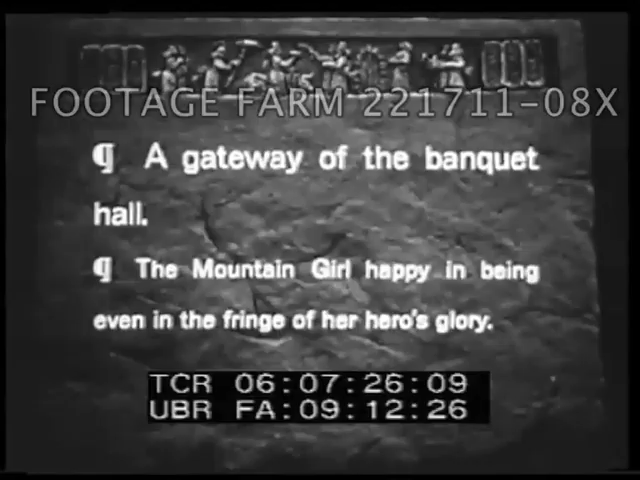 FOOTAGE FARM 221711-08X
¶ A gateway of the banquet
hall.
¶ The Mountain Girl happy in being
even in the fringe of her hero's glory.
TCR 06:07:26:09
UBR FA:09:12:26